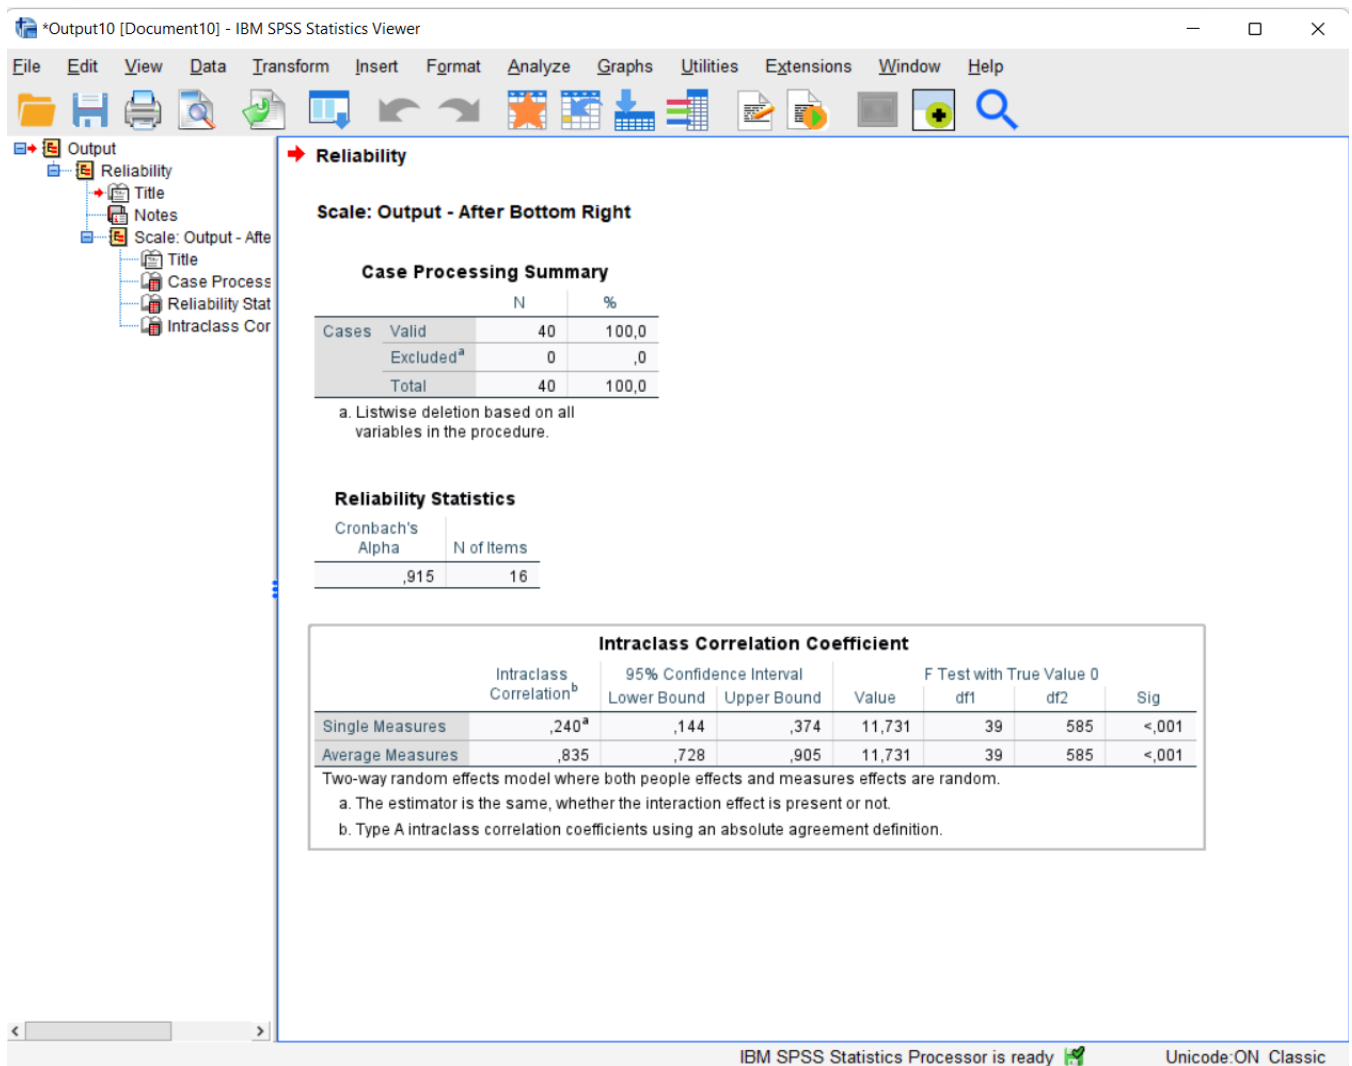 *Output10 [Document10] - IBM SPSS Statistics Viewer
File Edit View Data Transform Insert Format Analyze Graphs Utilities Extensions Window Help
Output
Reliability
Title
Notes
Scale: Output - Afte
Title
Case Process
Reliability Stat
Intraclass Cor
Reliability
Scale: Output - After Bottom Right
Case Processing Summary
N %
Cases Valid 40 100,0
Excludedᵃ 0 ,0
Total 40 100,0
a. Listwise deletion based on all
variables in the procedure.
Reliability Statistics
Cronbach's
Alpha N of Items
,915 16
Intraclass Correlation Coefficient
Intraclass 95% Confidence Interval F Test with True Value 0
Correlationᵇ Lower Bound Upper Bound Value df1 df2 Sig
Single Measures ,240ᵃ ,144 ,374 11,731 39 585 <,001
Average Measures ,835 ,728 ,905 11,731 39 585 <,001
Two-way random effects model where both people effects and measures effects are random.
a. The estimator is the same, whether the interaction effect is present or not.
b. Type A intraclass correlation coefficients using an absolute agreement definition.
IBM SPSS Statistics Processor is ready Unicode:ON Classic